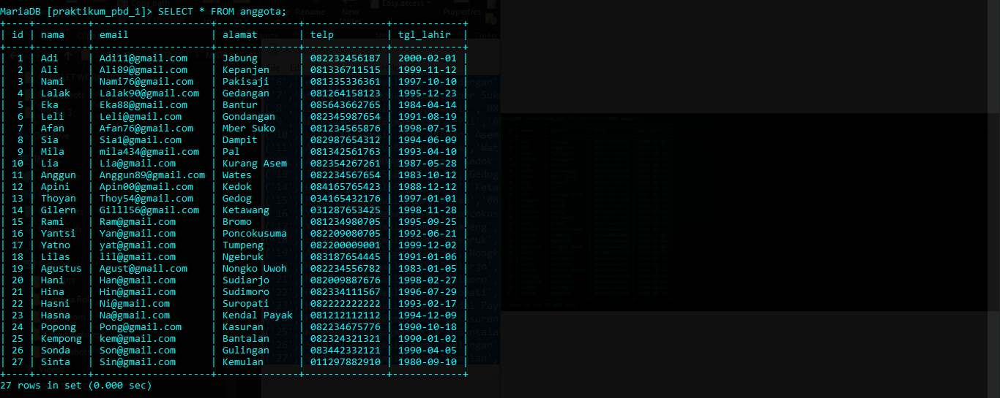 MariaDB [praktikum_pbd_1]> SELECT * FROM anggota;
+----+---------+--------------------+--------------+--------------+------------+
| id | nama    | email              | alamat       | telp         | tgl_lahir  |
+----+---------+--------------------+--------------+--------------+------------+
|  1 | Adi     | Adi11@gmail.com    | Jabung       | 082232456187 | 2000-02-01 |
|  2 | Ali     | Ali89@gmail.com    | Kepanjen     | 081336711515 | 1999-11-12 |
|  3 | Nami    | Nami76@gmail.com   | Pakisaji     | 081335336361 | 1997-10-10 |
|  4 | Lalak   | Lalak90@gmail.com  | Gedangan     | 081264158123 | 1995-12-23 |
|  5 | Eka     | Eka88@gmail.com    | Bantur       | 085643662765 | 1984-04-14 |
|  6 | Leli    | Leli@gmail.com     | Gondangan    | 082345987654 | 1991-08-19 |
|  7 | Afan    | Afan76@gmail.com   | Mber Suko    | 081234565876 | 1998-07-15 |
|  8 | Sia     | Sia1@gmail.com     | Dampit       | 082987654312 | 1994-06-09 |
|  9 | Mila    | mila434@gmail.com  | Pal          | 081342561763 | 1993-04-10 |
| 10 | Lia     | Lia@gmail.com      | Kurang Asem  | 082354267261 | 1987-05-28 |
| 11 | Anggun  | Anggun89@gmail.com | Wates        | 082234567654 | 1983-10-12 |
| 12 | Apini   | Apin00@gmail.com   | Kedok        | 084165765423 | 1988-12-12 |
| 13 | Thoyan  | Thoy54@gmail.com   | Gedog        | 034165432176 | 1997-01-01 |
| 14 | Gilern  | Gilll56@gmail.com  | Ketawang     | 031287653425 | 1998-11-28 |
| 15 | Rami    | Ram@gmail.com      | Bromo        | 081234980705 | 1995-09-25 |
| 16 | Yantsi  | Yan@gmail.com      | Poncokusuma  | 082209080705 | 1992-06-21 |
| 17 | Yatno   | yat@gmail.com      | Tumpeng      | 082200009001 | 1999-12-02 |
| 18 | Lilas   | lil@gmail.com      | Ngebruk      | 083187654445 | 1991-01-06 |
| 19 | Agustus | Agust@gmail.com    | Nongko Uwoh  | 082234556782 | 1983-01-05 |
| 20 | Hani    | Han@gmail.com      | Sudiarjo     | 082009887676 | 1998-02-27 |
| 21 | Hina    | Hin@gmail.com      | Sudimoro     | 082334111567 | 1996-07-29 |
| 22 | Hasni   | Ni@gmail.com       | Suropati     | 082222222222 | 1993-02-17 |
| 23 | Hasna   | Na@gmail.com       | Kendal Payak | 081212112112 | 1994-12-09 |
| 24 | Popong  | Pong@gmail.com     | Kasuran      | 082234675776 | 1990-10-18 |
| 25 | Kempong | kem@gmail.com      | Bantalan     | 082324321321 | 1990-01-02 |
| 26 | Sonda   | Son@gmail.com      | Gulingan     | 083442332121 | 1990-04-05 |
| 27 | Sinta   | Sin@gmail.com      | Kemulan      | 011297882910 | 1980-09-10 |
+----+---------+--------------------+--------------+--------------+------------+
27 rows in set (0.000 sec)